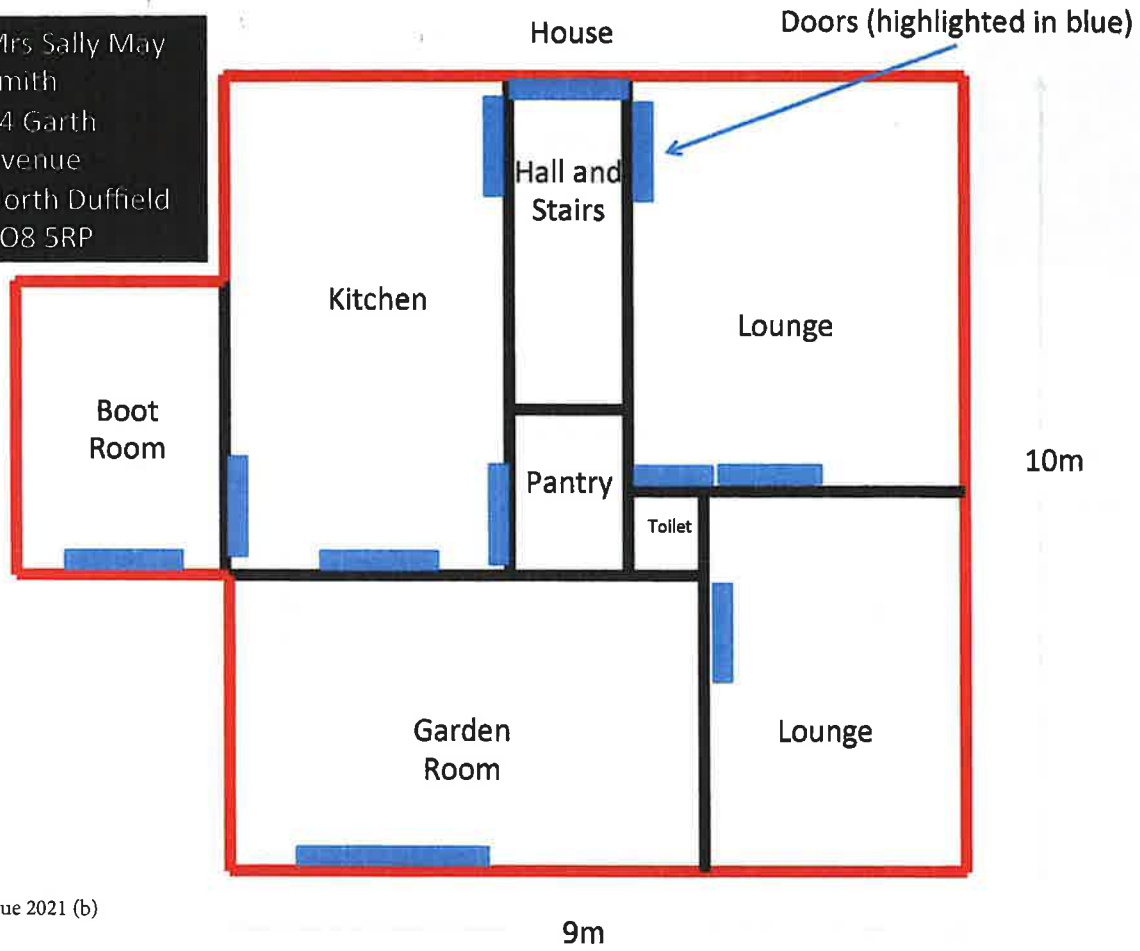 Mrs Sally May
mith
4 Garth
venue
orth Duffield
O8 5RP
House
Doors (highlighted in blue)
Hall and
Stairs
Kitchen
Lounge
Boot
Room
10m
Pantry
Toilet
Garden
Room
Lounge
ue 2021 (b)
9m